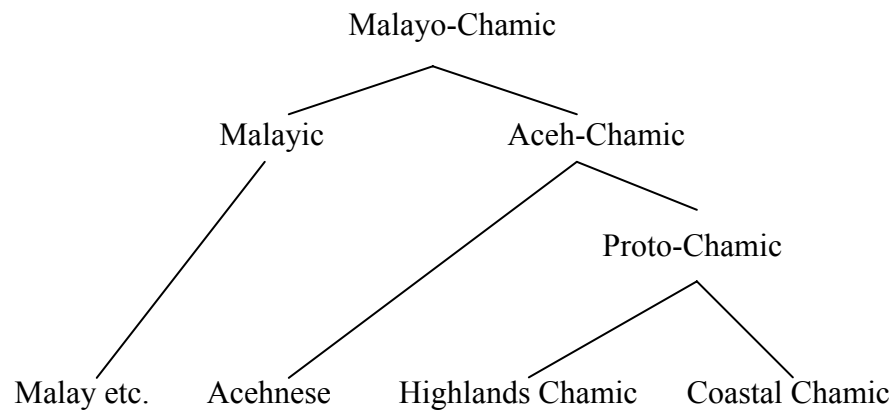 Malayo-Chamic
Malayic Aceh-Chamic
Proto-Chamic
Malay etc. Acehnese Highlands Chamic Coastal Chamic